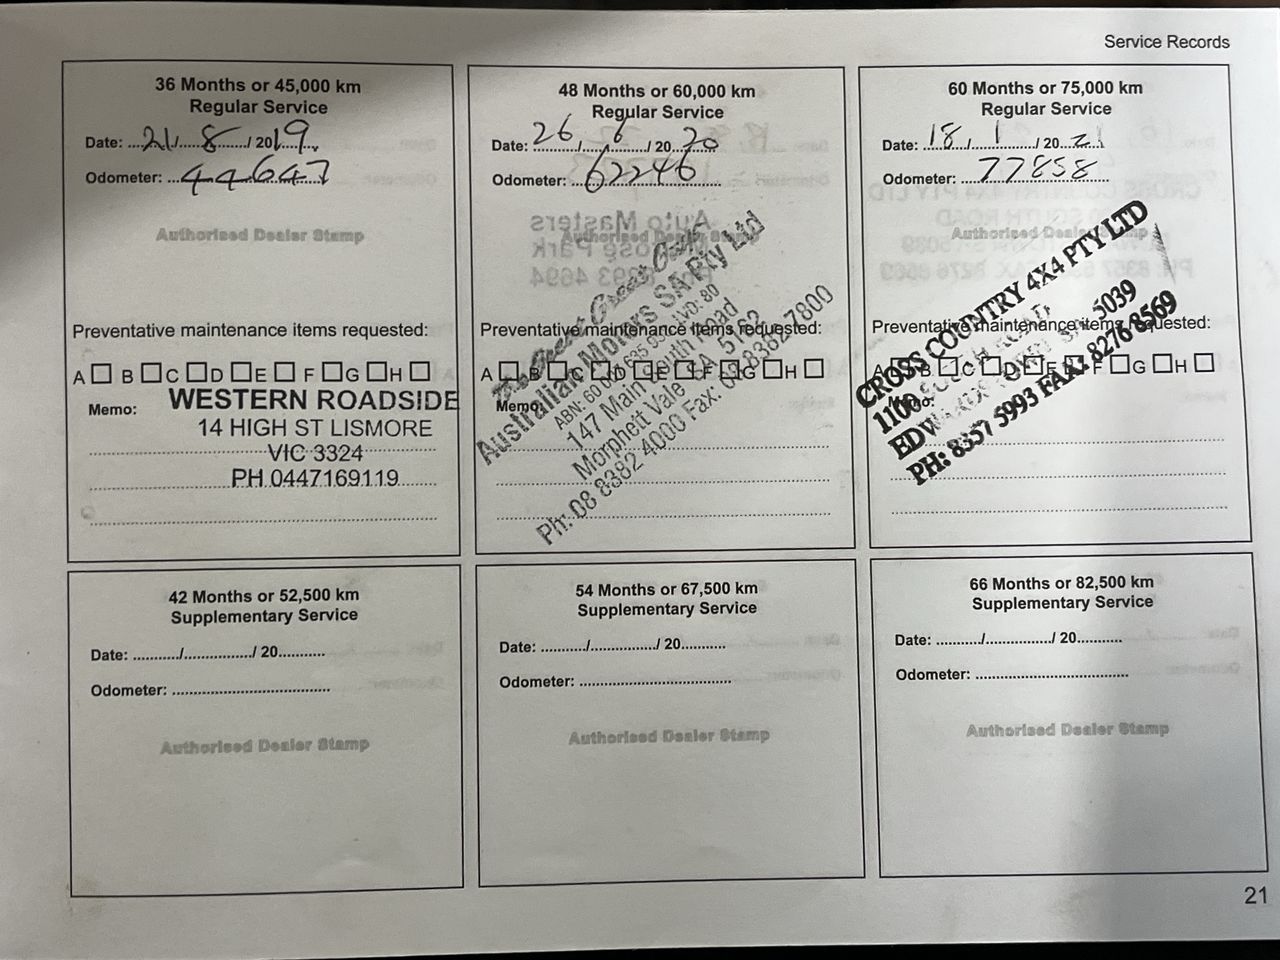 Service Records
36 Months or 45,000 km
Regular Service
Date: 21/ 8 / 2019
Odometer: 44647
Authorised Dealer Stamp
Preventative maintenance items requested:
A B C D E F G H
Memo:
WESTERN ROADSIDE
14 HIGH ST LISMORE
VIC 3324
PH 0447169119
48 Months or 60,000 km
Regular Service
Date: 26 / 6 / 20 20
Odometer: 62246
Authorised Dealer Stamp
Preventative maintenance items requested:
A B C D E F G H
Memo:
Australian Motors SA Pty Ltd
147 Main South Road
Morphett Vale SA 5162
Ph: 08 8382 4000 Fax: 08 8382 7800
60 Months or 75,000 km
Regular Service
Date: 18 / 1 / 20 21
Odometer: 77858
Authorised Dealer Stamp
Preventative maintenance items requested:
A B C D E F G H
Memo:
CROSS COUNTRY 4X4 PTY LTD
1100 SOUTH ROAD,
EDWARDSTOWN SA 5039
PH: 8357 5993 FAX: 8276 8569
42 Months or 52,500 km
Supplementary Service
Date: ........../................/ 20...........
Odometer: ......................................
Authorised Dealer Stamp
54 Months or 67,500 km
Supplementary Service
Date: ........../................/ 20...........
Odometer: ......................................
Authorised Dealer Stamp
66 Months or 82,500 km
Supplementary Service
Date: ........../................/ 20...........
Odometer: ......................................
Authorised Dealer Stamp
21